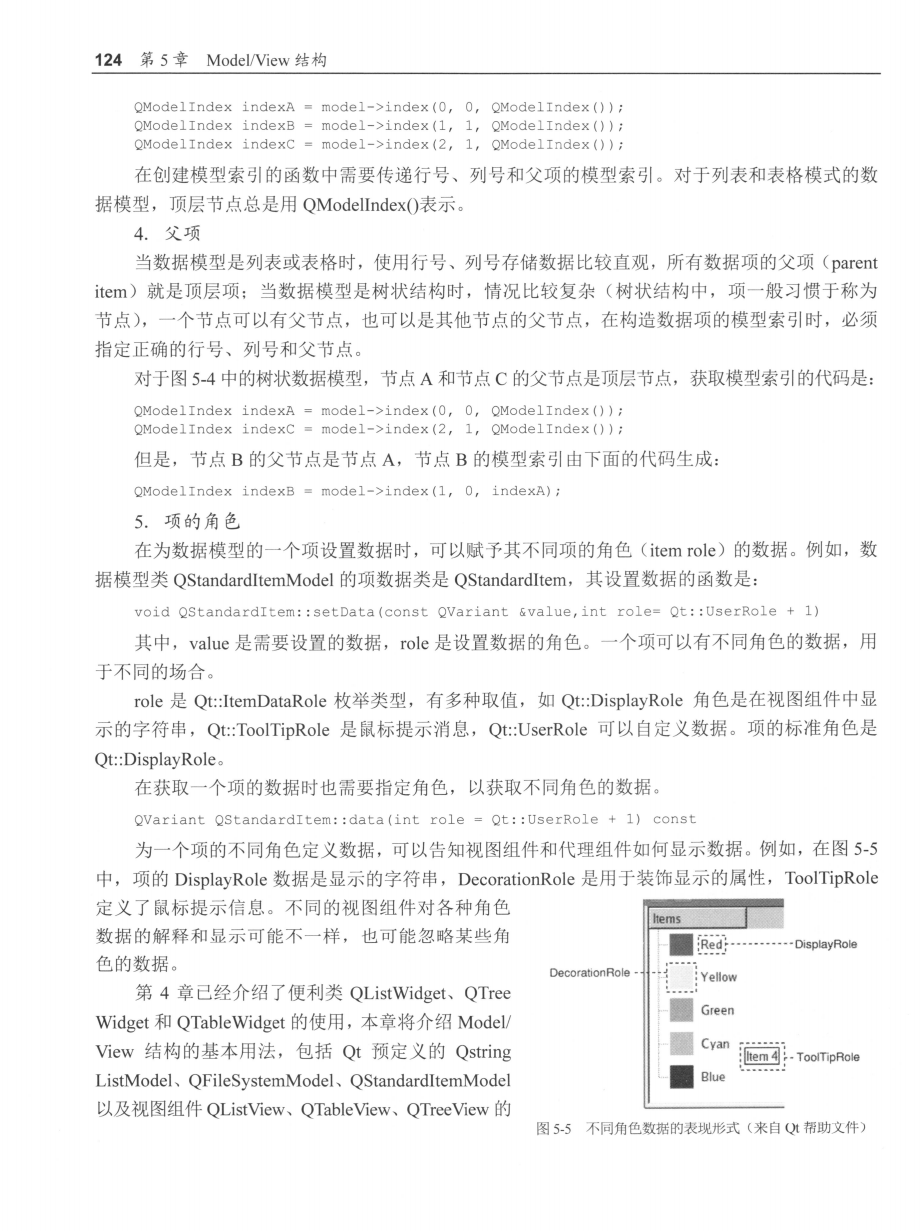 124 第 5 章 Model/View 结构
QModelIndex indexA = model->index(0, 0, QModelIndex());
QModelIndex indexB = model->index(1, 1, QModelIndex());
QModelIndex indexC = model->index(2, 1, QModelIndex());
在创建模型索引的函数中需要传递行号、列号和父项的模型索引。对于列表和表格模式的数
据模型，顶层节点总是用 QModelIndex()表示。
4. 父项
当数据模型是列表或表格时，使用行号、列号存储数据比较直观，所有数据项的父项（parent
item）就是顶层项；当数据模型是树状结构时，情况比较复杂（树状结构中，项一般习惯于称为
节点），一个节点可以有父节点，也可以是其他节点的父节点，在构造数据项的模型索引时，必须
指定正确的行号、列号和父节点。
对于图 5-4 中的树状数据模型，节点 A 和节点 C 的父节点是顶层节点，获取模型索引的代码是：
QModelIndex indexA = model->index(0, 0, QModelIndex());
QModelIndex indexC = model->index(2, 1, QModelIndex());
但是，节点 B 的父节点是节点 A，节点 B 的模型索引由下面的代码生成：
QModelIndex indexB = model->index(1, 0, indexA);
5. 项的角色
在为数据模型的一个项设置数据时，可以赋予其不同项的角色（item role）的数据。例如，数
据模型类 QStandardItemModel 的项数据类是 QStandardItem，其设置数据的函数是：
void QStandardItem::setData(const QVariant &value,int role= Qt::UserRole + 1)
其中，value 是需要设置的数据，role 是设置数据的角色。一个项可以有不同角色的数据，用
于不同的场合。
role 是 Qt::ItemDataRole 枚举类型，有多种取值，如 Qt::DisplayRole 角色是在视图组件中显
示的字符串，Qt::ToolTipRole 是鼠标提示消息，Qt::UserRole 可以自定义数据。项的标准角色是
Qt::DisplayRole。
在获取一个项的数据时也需要指定角色，以获取不同角色的数据。
QVariant QStandardItem::data(int role = Qt::UserRole + 1) const
为一个项的不同角色定义数据，可以告知视图组件和代理组件如何显示数据。例如，在图 5-5
中，项的 DisplayRole 数据是显示的字符串，DecorationRole 是用于装饰显示的属性，ToolTipRole
定义了鼠标提示信息。不同的视图组件对各种角色
数据的解释和显示可能不一样，也可能忽略某些角
色的数据。
第 4 章已经介绍了便利类 QListWidget、QTree
Widget 和 QTableWidget 的使用，本章将介绍 Model/
View 结构的基本用法，包括 Qt 预定义的 Qstring
ListModel、QFileSystemModel、QStandardItemModel
以及视图组件 QListView、QTableView、QTreeView 的
Items
Red
DisplayRole
DecorationRole
Yellow
Green
Cyan
Item 4
ToolTipRole
Blue
图 5-5 不同角色数据的表现形式（来自 Qt 帮助文件）